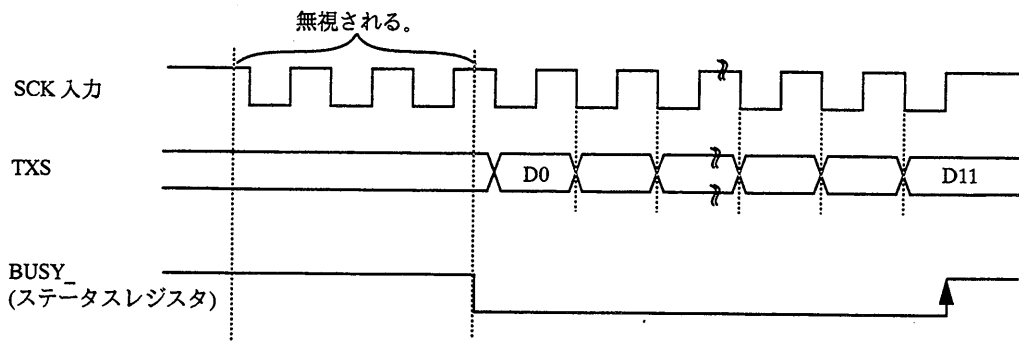 無視される。
SCK 入力
TXS
D0
D11
BUSY_
(ステータスレジスタ)